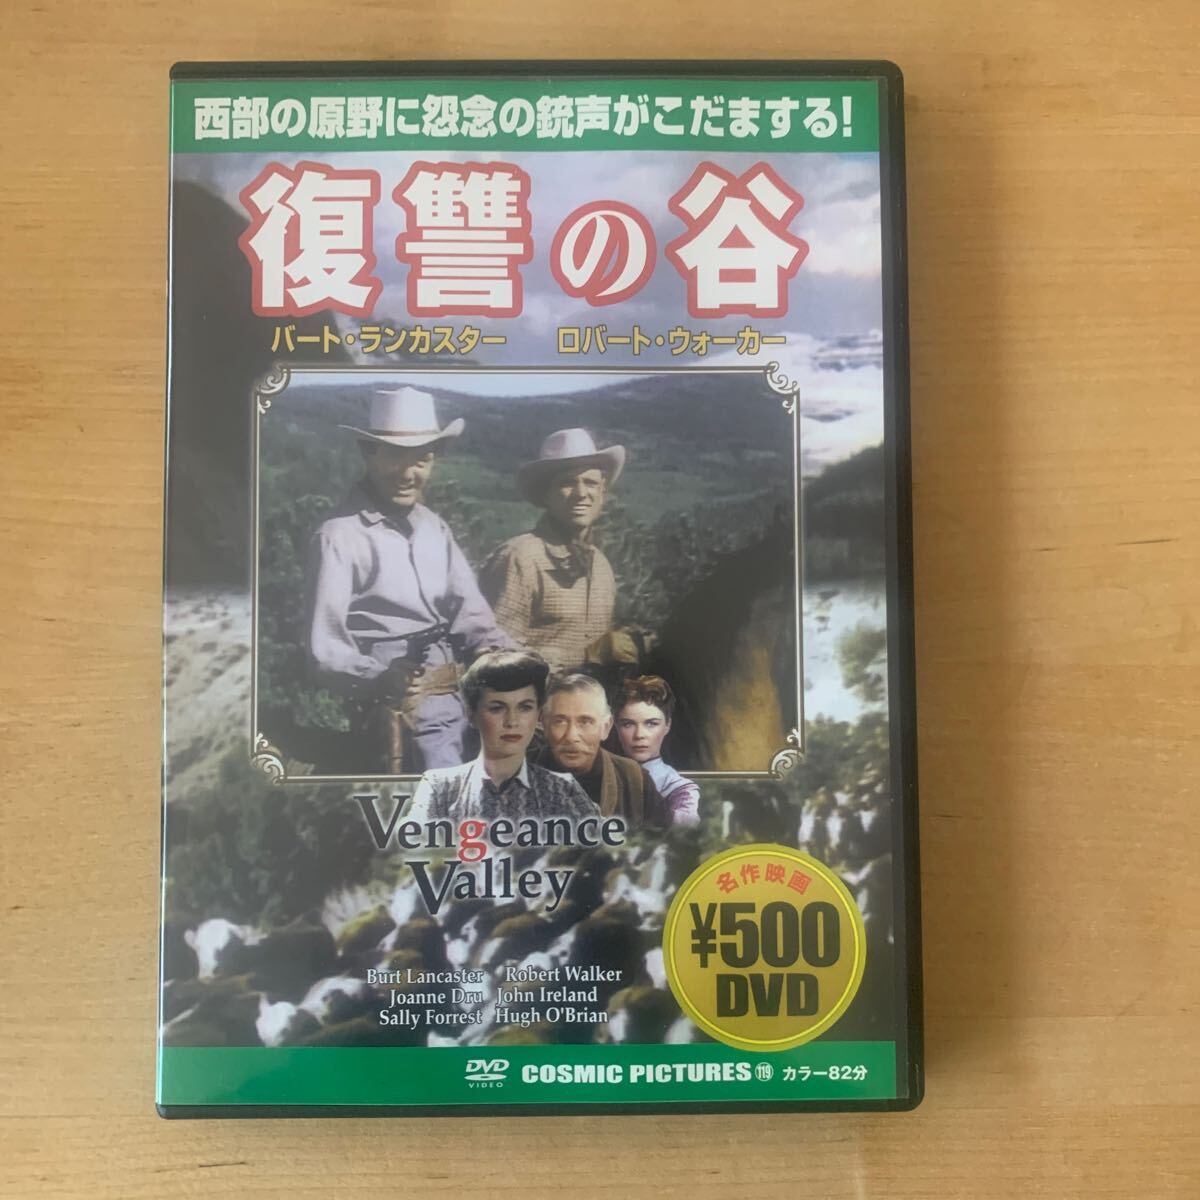 西部の原野に怨念の銃声がこだまする!
復讐の谷
バート・ランカスター ロバート・ウォーカー
Vengeance
Valley
Burt Lancaster Robert Walker
Joanne Dru John Ireland
Sally Forrest Hugh O'Brian
名作映画
¥500
DVD
DVD
VIDEO
COSMIC PICTURES 119 カラー82分